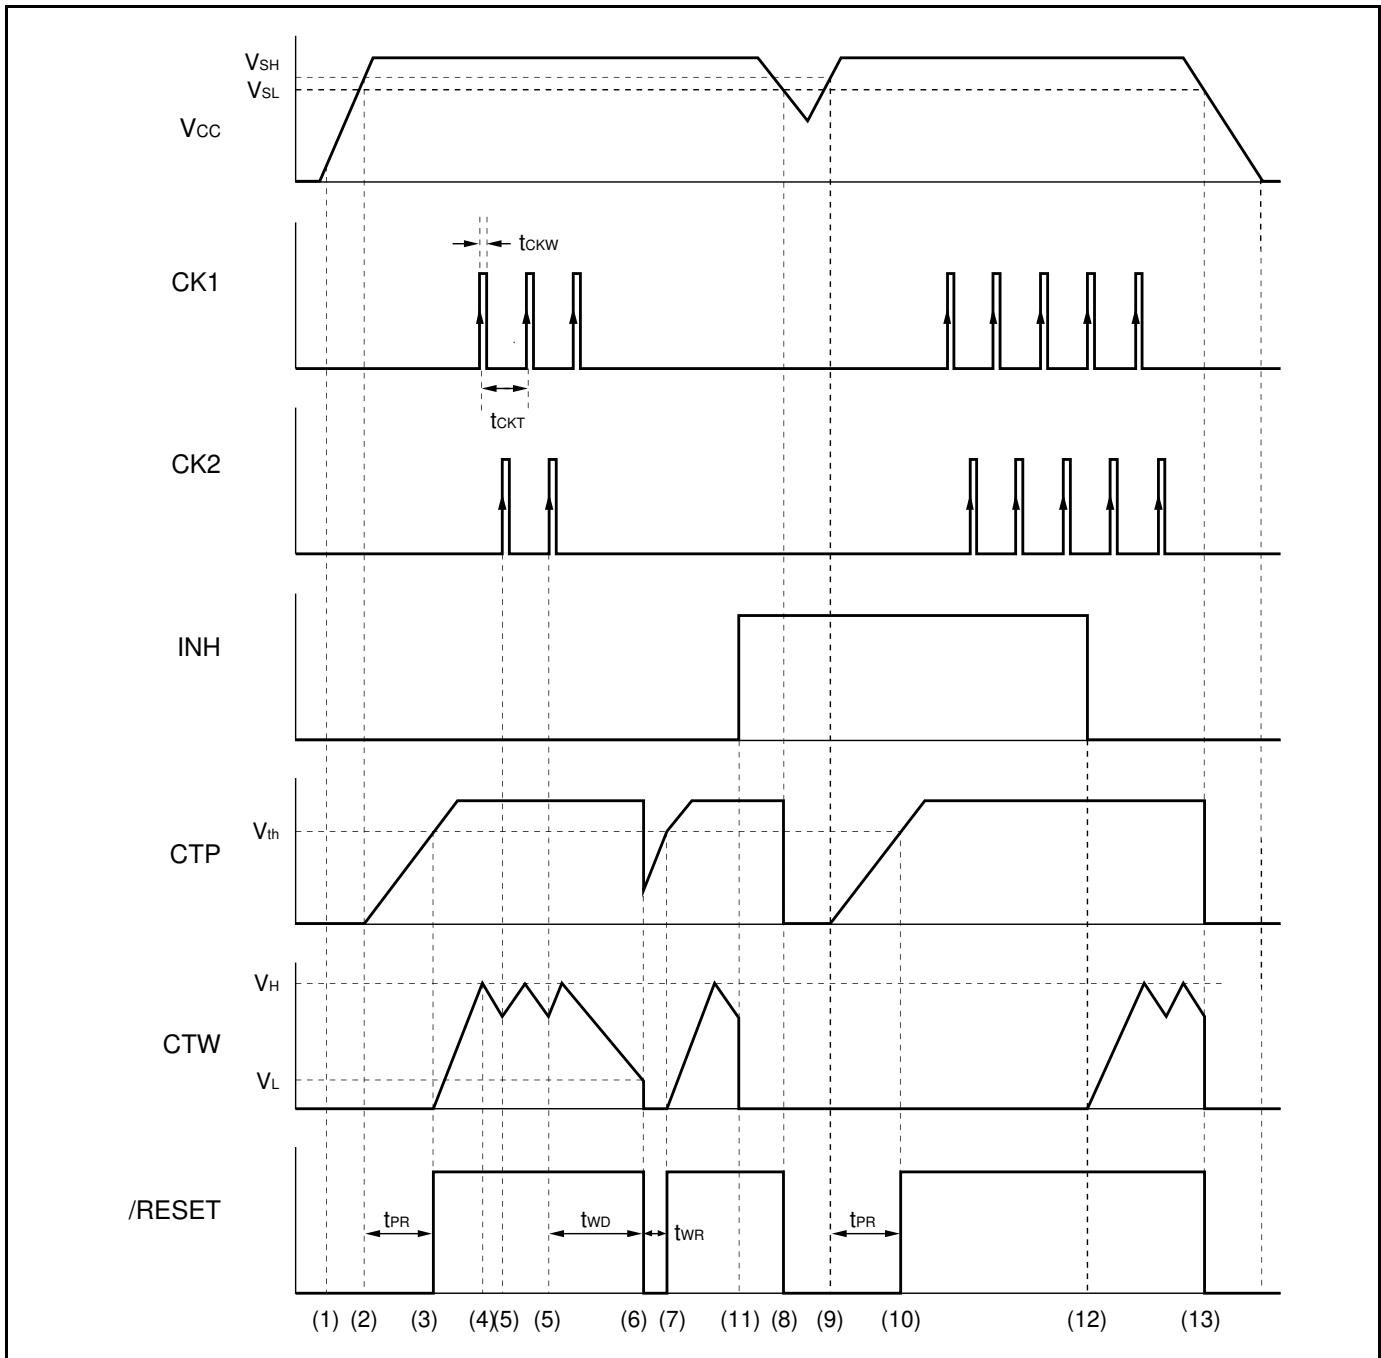 VSH
VSL
VCC
tCKW
CK1
tCKT
CK2
INH
Vth
CTP
VH
CTW
VL
/RESET
tPR
tWD
tWR
tPR
(1) (2) (3) (4)(5) (5) (6) (7) (11) (8) (9) (10) (12) (13)